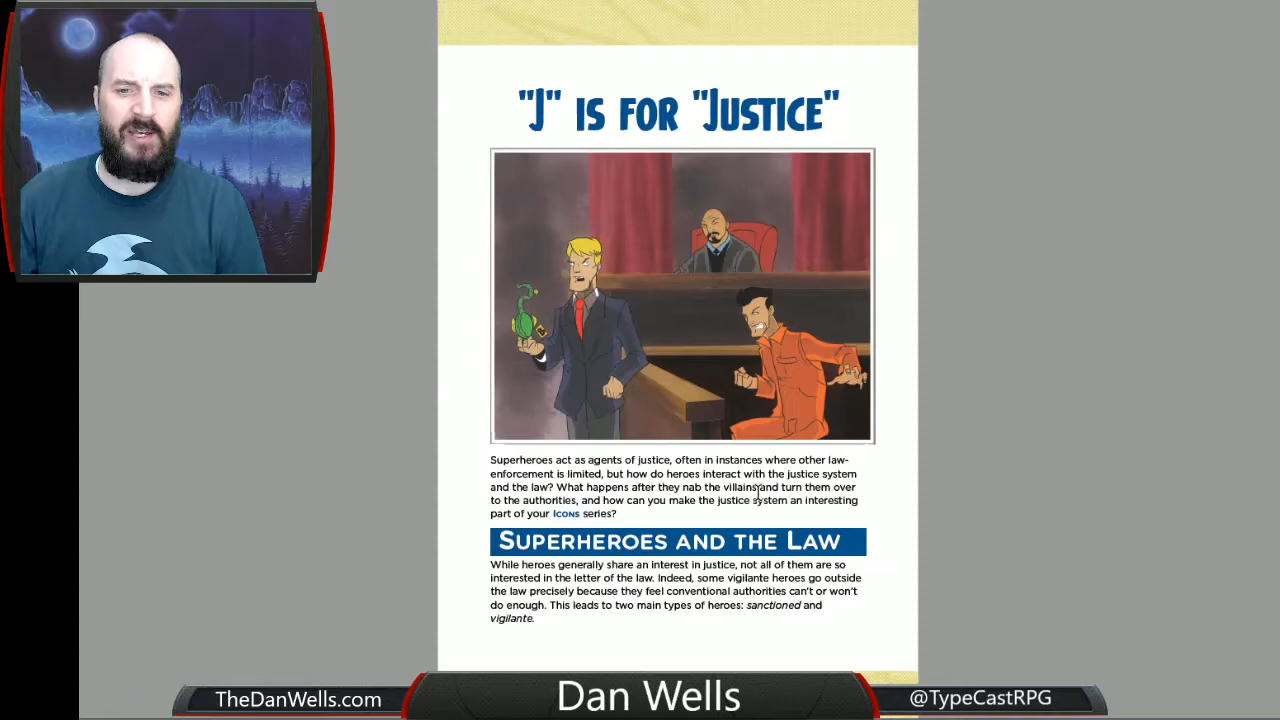 "J" IS FOR "JUSTICE"
Superheroes act as agents of justice, often in instances where other law-
enforcement is limited, but how do heroes interact with the justice system
and the law? What happens after they nab the villains and turn them over
to the authorities, and how can you make the justice system an interesting
part of your ICONS series?
SUPERHEROES AND THE LAW
While heroes generally share an interest in justice, not all of them are so
interested in the letter of the law. Indeed, some vigilante heroes go outside
the law precisely because they feel conventional authorities can't or won't
do enough. This leads to two main types of heroes: sanctioned and
vigilante.
TheDanWells.com
Dan Wells
@TypeCastRPG